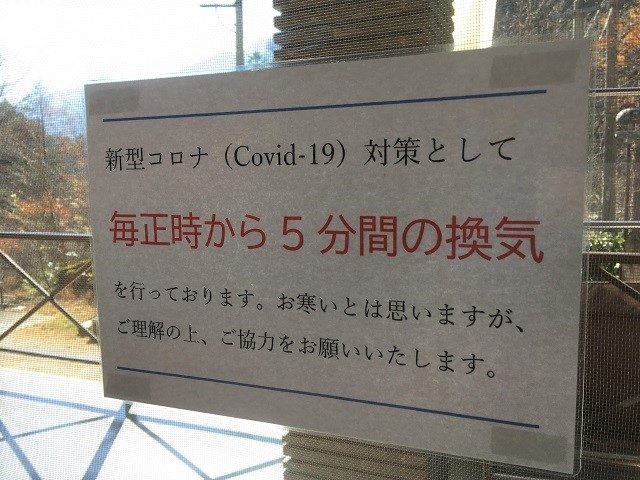 新型コロナ（Covid-19）対策として
毎正時から5分間の換気
を行っております。お寒いとは思いますが、
ご理解の上、ご協力をお願いいたします。